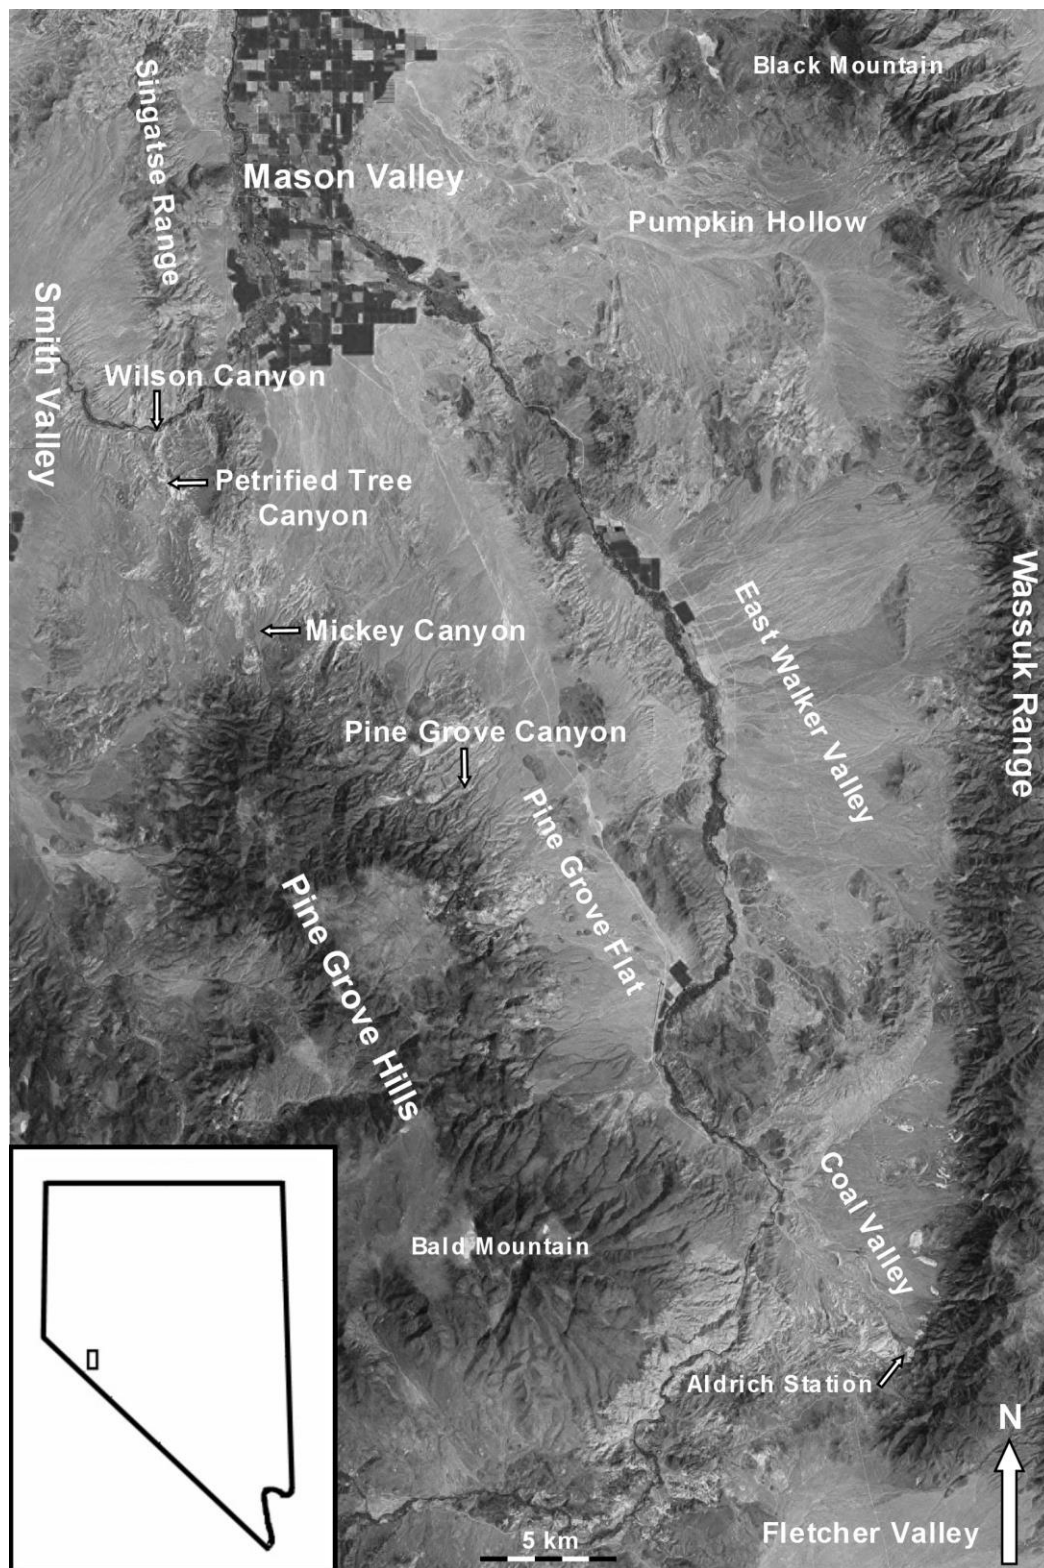 Black Mountain
Singatse Range
Mason Valley
Pumpkin Hollow
Smith Valley
Wilson Canyon
Petrified Tree
Canyon
Wassuk Range
East Walker Valley
Mickey Canyon
Pine Grove Canyon
Pine Grove Flat
Pine Grove Hills
Coal Valley
Bald Mountain
Aldrich Station
N
5 km
Fletcher Valley